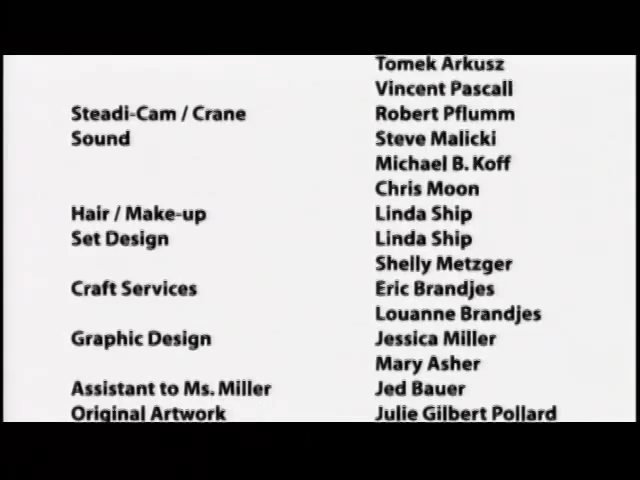 Tomek Arkusz
Vincent Pascall
Steadi-Cam / Crane Robert Pflumm
Sound Steve Malicki
Michael B. Koff
Chris Moon
Hair / Make-up Linda Ship
Set Design Linda Ship
Shelly Metzger
Craft Services Eric Brandjes
Louanne Brandjes
Graphic Design Jessica Miller
Mary Asher
Assistant to Ms. Miller Jed Bauer
Original Artwork Julie Gilbert Pollard